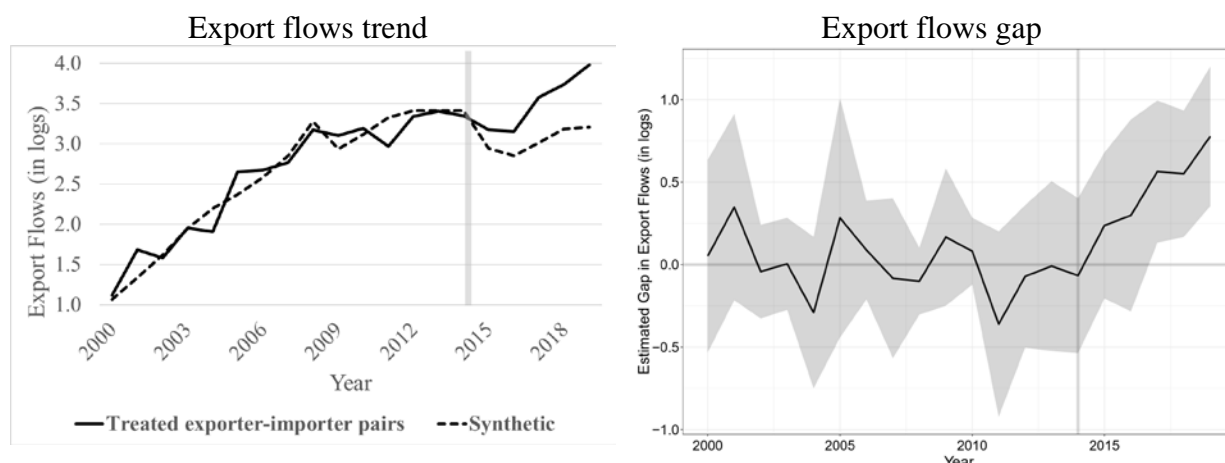 Export flows trend
Export Flows (in logs)
4.0
3.5
3.0
2.5
2.0
1.5
1.0
2000
2003
2006
2009
2012
2015
2018
Year
Treated exporter-importer pairs
Synthetic
Export flows gap
Estimated Gap in Export Flows (in logs)
1.0
0.5
0.0
−0.5
−1.0
2000
2005
2010
2015
Year